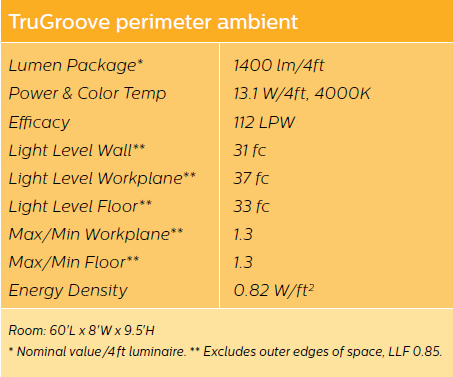 TruGroove perimeter ambient
Lumen Package* 1400 lm/4ft
Power & Color Temp 13.1 W/4ft, 4000K
Efficacy 112 LPW
Light Level Wall** 31 fc
Light Level Workplane** 37 fc
Light Level Floor** 33 fc
Max/Min Workplane** 1.3
Max/Min Floor** 1.3
Energy Density 0.82 W/ft²
Room: 60'L x 8'W x 9.5'H
* Nominal value/4ft luminaire. ** Excludes outer edges of space, LLF 0.85.